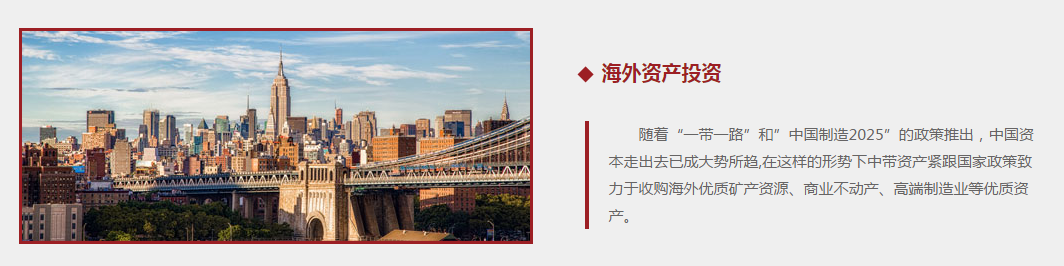 ◆ 海外资产投资
随着“一带一路”和”中国制造2025”的政策推出，中国资
本走出去已成大势所趋,在这样的形势下中带资产紧跟国家政策致
力于收购海外优质矿产资源、商业不动产、高端制造业等优质资
产。